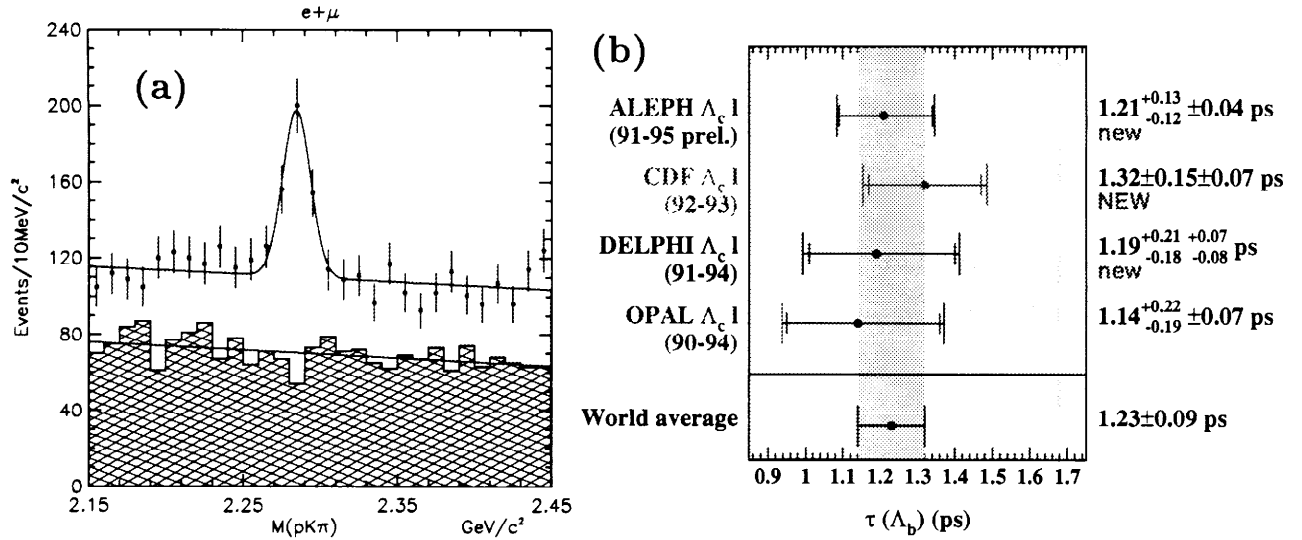 e+μ
(a)
240
200
160
120
80
40
0
Events/10MeV/c²
2.15 2.25 2.35 2.45
M(pKπ) GeV/c²
(b)
ALEPH Λc l
(91-95 prel.)
1.21 +0.13 -0.12 ±0.04 ps
new
CDF Λc l
(92-93)
1.32±0.15±0.07 ps
NEW
DELPHI Λc l
(91-94)
1.19 +0.21 -0.18 +0.07 -0.08 ps
new
OPAL Λc l
(90-94)
1.14 +0.22 -0.19 ±0.07 ps
World average
1.23±0.09 ps
0.9 1 1.1 1.2 1.3 1.4 1.5 1.6 1.7
τ (Λb) (ps)